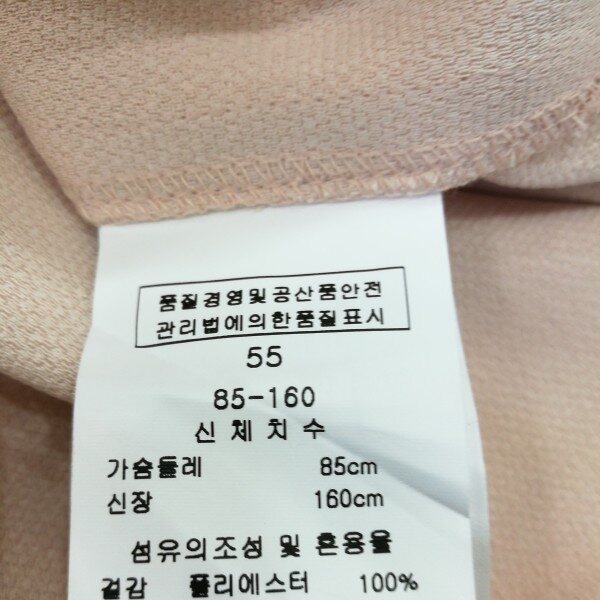 품질경영및공산품안전
관리법에의한품질표시
55
85-160
신체치수
가슴둘레 85cm
신장 160cm
섬유의조성 및 혼용율
겉감 폴리에스터 100%